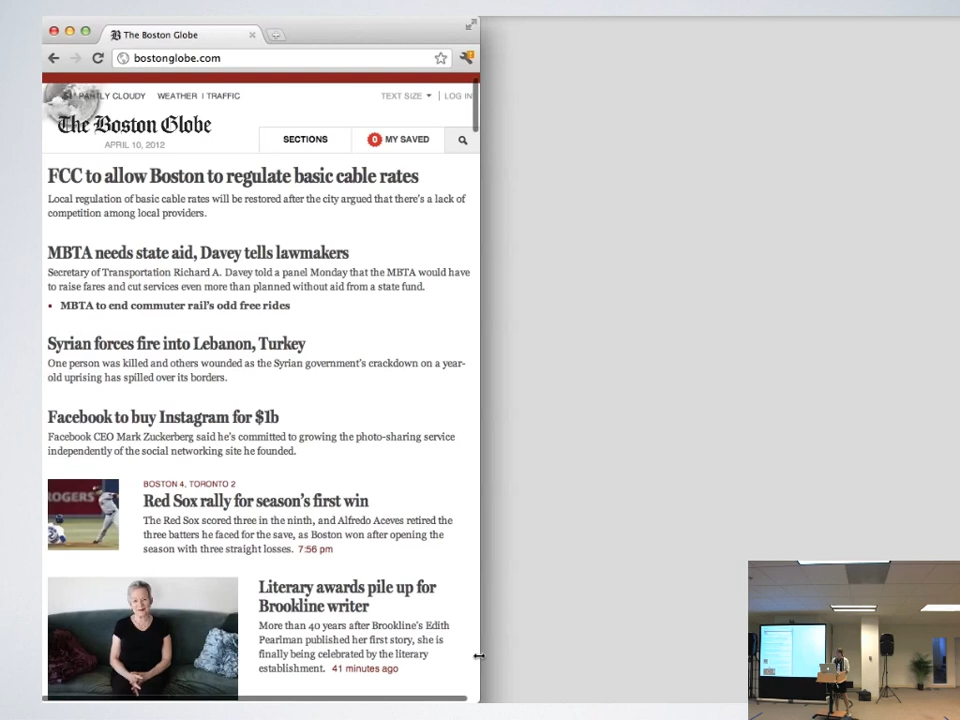 The Boston Globe
bostonglobe.com
PARTLY CLOUDY WEATHER | TRAFFIC TEXT SIZE LOG IN
The Boston Globe
APRIL 10, 2012
SECTIONS 0 MY SAVED
FCC to allow Boston to regulate basic cable rates
Local regulation of basic cable rates will be restored after the city argued that there's a lack of
competition among local providers.
MBTA needs state aid, Davey tells lawmakers
Secretary of Transportation Richard A. Davey told a panel Monday that the MBTA would have
to raise fares and cut services even more than planned without aid from a state fund.
• MBTA to end commuter rail's odd free rides
Syrian forces fire into Lebanon, Turkey
One person was killed and others wounded as the Syrian government's crackdown on a year-
old uprising has spilled over its borders.
Facebook to buy Instagram for $1b
Facebook CEO Mark Zuckerberg said he's committed to growing the photo-sharing service
independently of the social networking site he founded.
ROGERS
BOSTON 4, TORONTO 2
Red Sox rally for season's first win
The Red Sox scored three in the ninth, and Alfredo Aceves retired the
three batters he faced for the save, as Boston won after opening the
season with three straight losses. 7:56 pm
Literary awards pile up for
Brookline writer
More than 40 years after Brookline's Edith
Pearlman published her first story, she is
finally being celebrated by the literary
establishment. 41 minutes ago